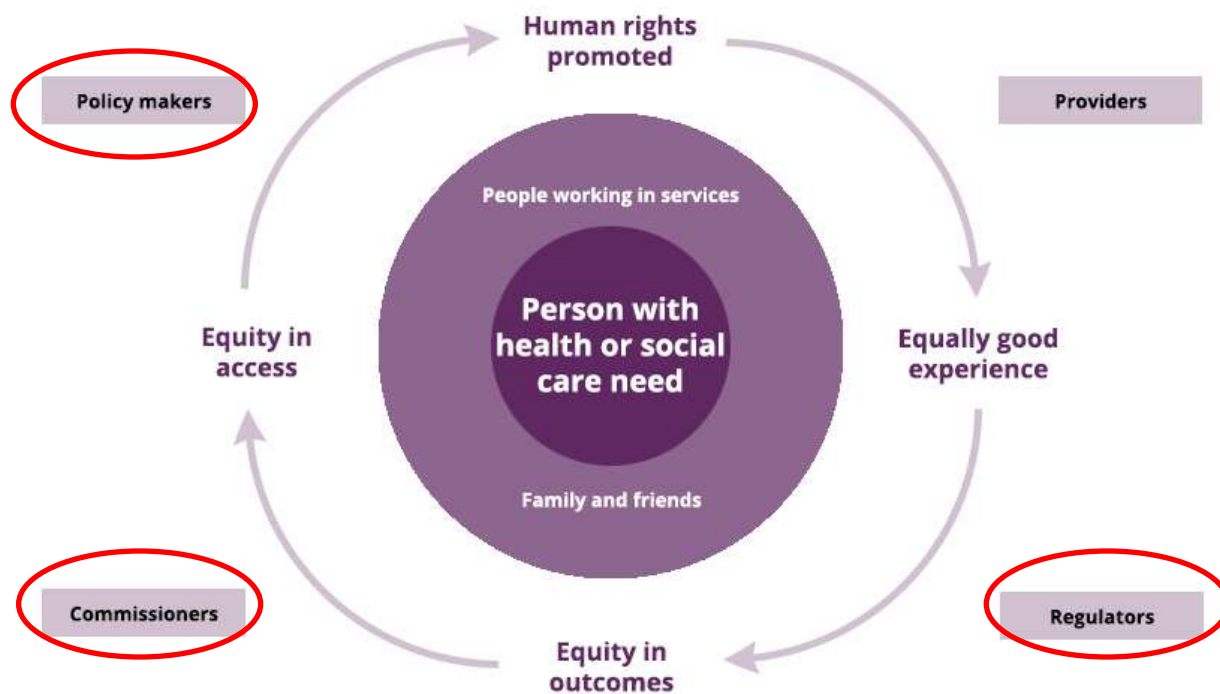 Human rights
promoted
Policy makers
Providers
People working in services
Person with
health or social
care need
Equity in
access
Equally good
experience
Family and friends
Commissioners
Regulators
Equity in
outcomes